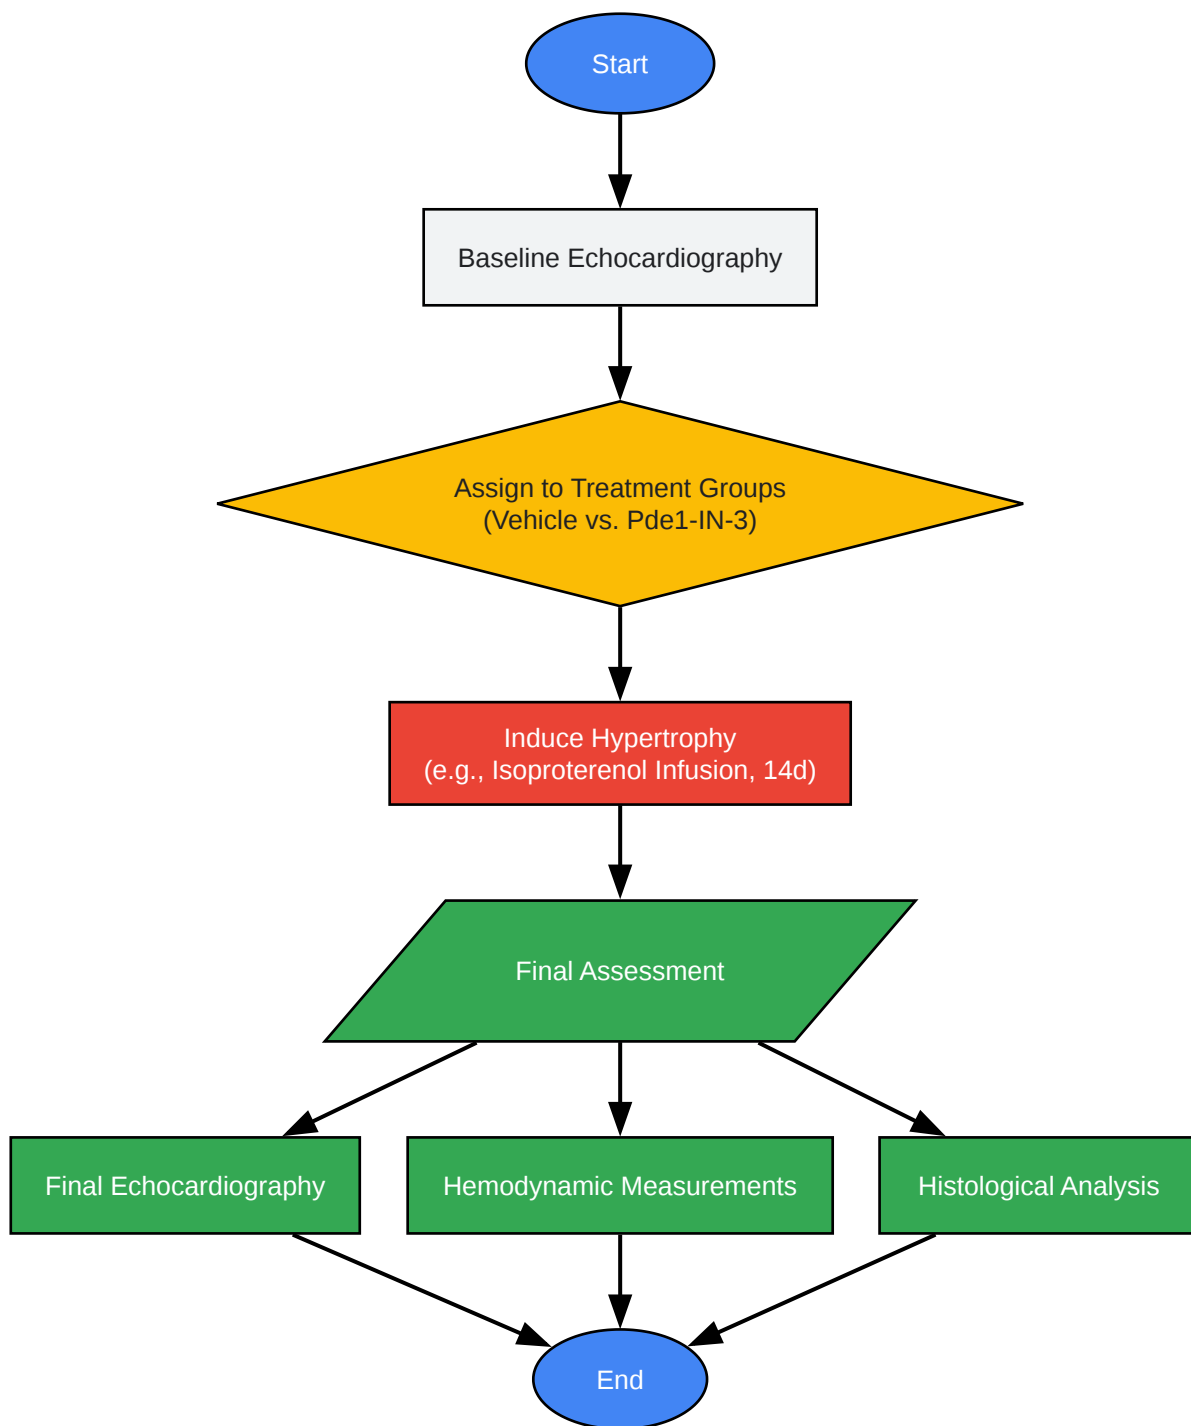 Start
Baseline Echocardiography
Assign to Treatment Groups
(Vehicle vs. Pde1-IN-3)
Induce Hypertrophy
(e.g., Isoproterenol Infusion, 14d)
Final Assessment
Final Echocardiography
Hemodynamic Measurements
Histological Analysis
End